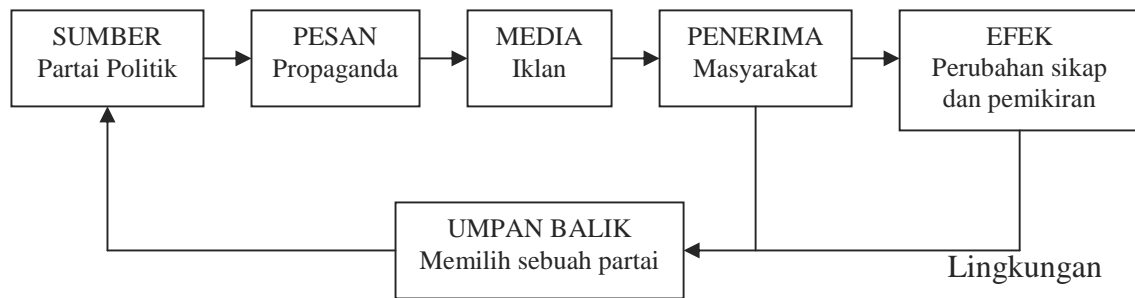 SUMBER
Partai Politik
PESAN
Propaganda
MEDIA
Iklan
PENERIMA
Masyarakat
EFEK
Perubahan sikap
dan pemikiran
UMPAN BALIK
Memilih sebuah partai
Lingkungan